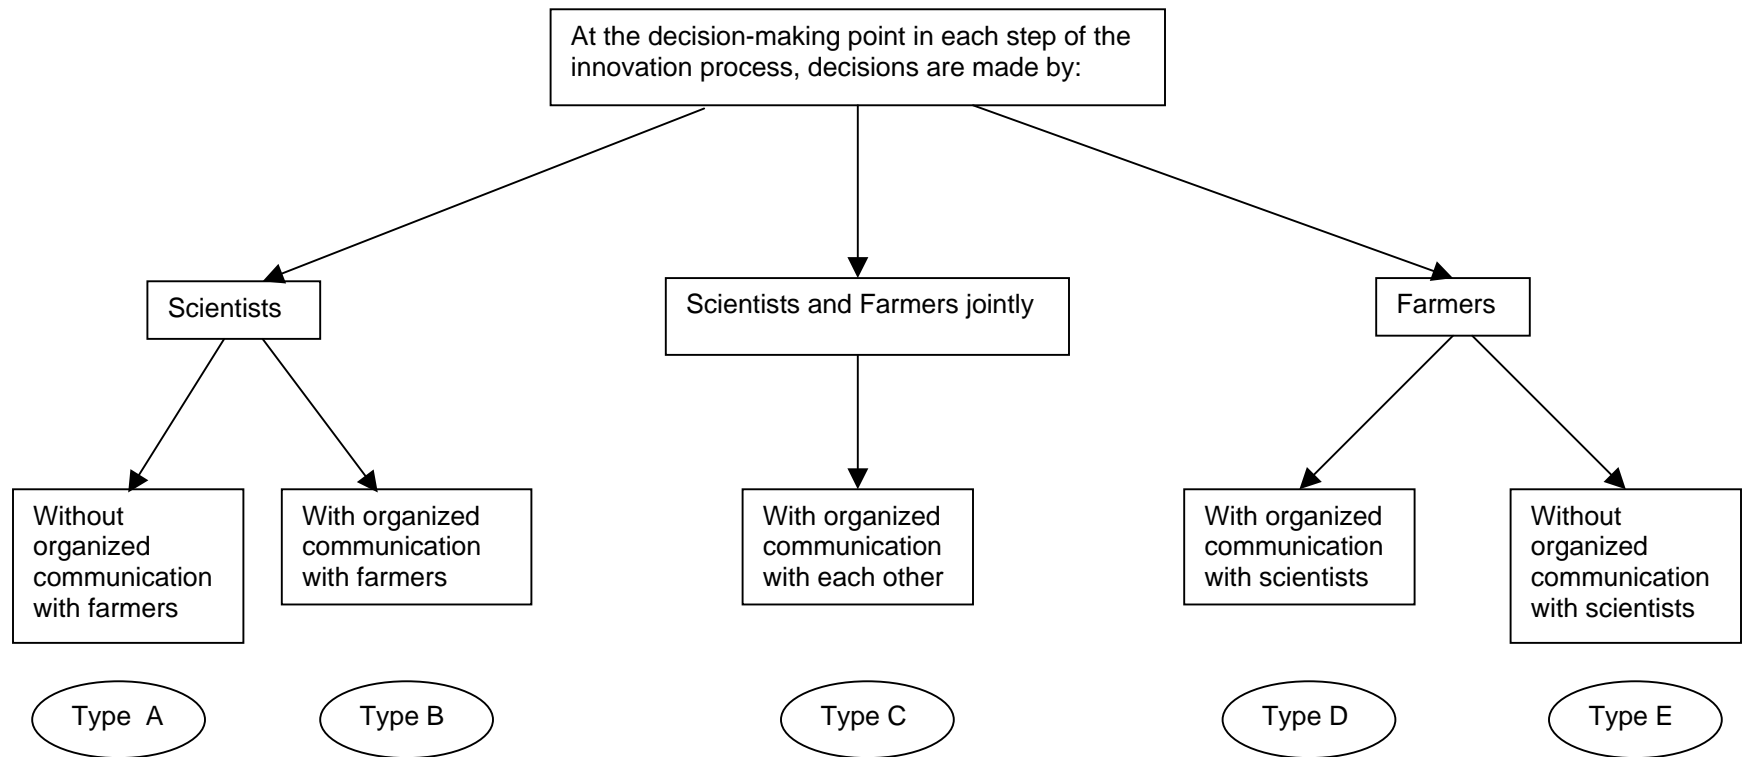 At the decision-making point in each step of the
innovation process, decisions are made by:
Scientists
Scientists and Farmers jointly
Farmers
Without
organized
communication
with farmers
With organized
communication
with farmers
With organized
communication
with each other
With organized
communication
with scientists
Without
organized
communication
with scientists
Type A
Type B
Type C
Type D
Type E